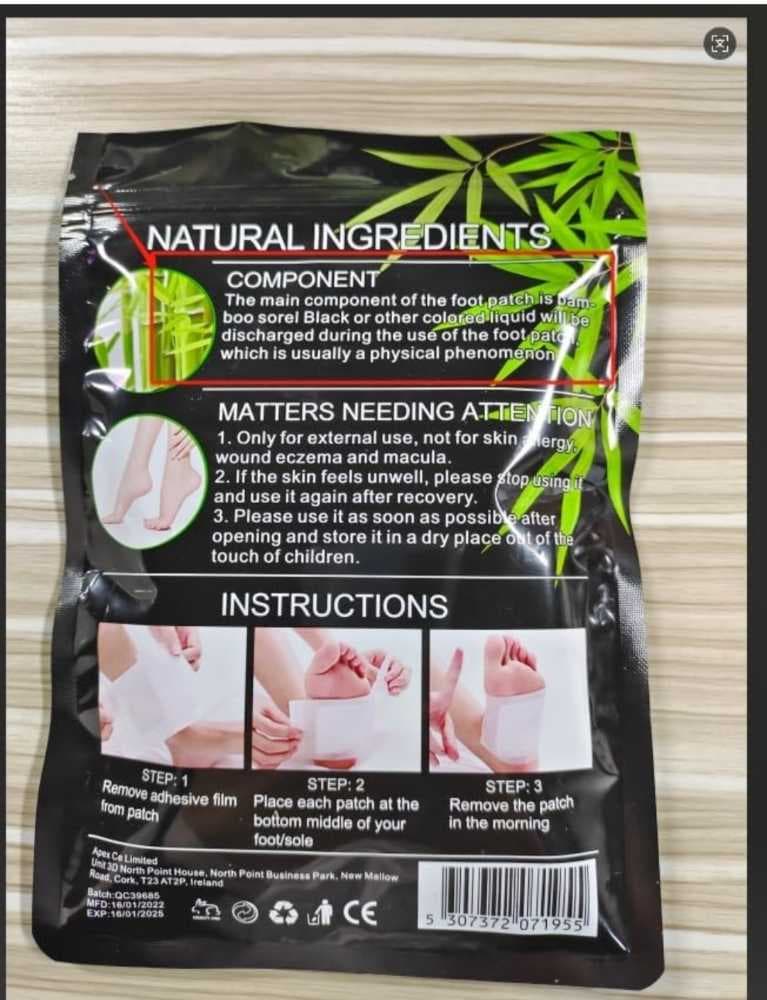 NATURAL INGREDIENTS
COMPONENT
The main component of the foot patch is bam-
boo sorel Black or other colored liquid will be
discharged during the use of the foot patch,
which is usually a physical phenomenon
MATTERS NEEDING ATTENTION
1. Only for external use, not for skin allergy,
wound eczema and macula.
2. If the skin feels unwell, please stop using it
and use it again after recovery.
3. Please use it as soon as possible after
opening and store it in a dry place out of the
touch of children.
INSTRUCTIONS
STEP: 1
Remove adhesive film
from patch
STEP: 2
Place each patch at the
bottom middle of your
foot/sole
STEP: 3
Remove the patch
in the morning
Apex Ce Limited
Unit 3D North Point House, North Point Business Park, New Mallow
Road, Cork, T23 AT2P, Ireland
Batch:QC39685
MFD:16/01/2022
EXP:16/01/2025
CE
5 307372 071955